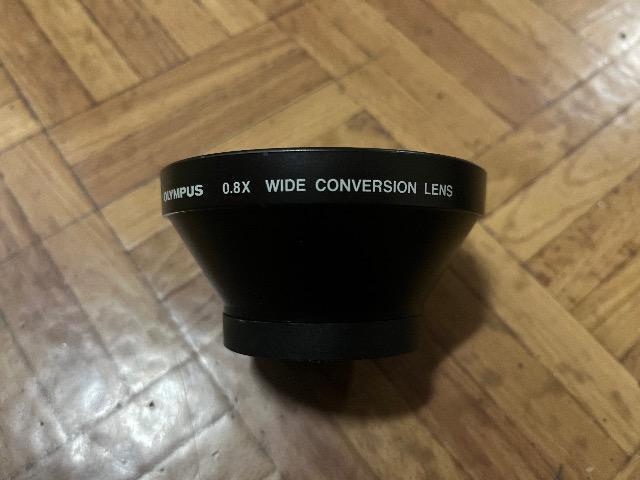 OLYMPUS 0.8X WIDE CONVERSION LENS